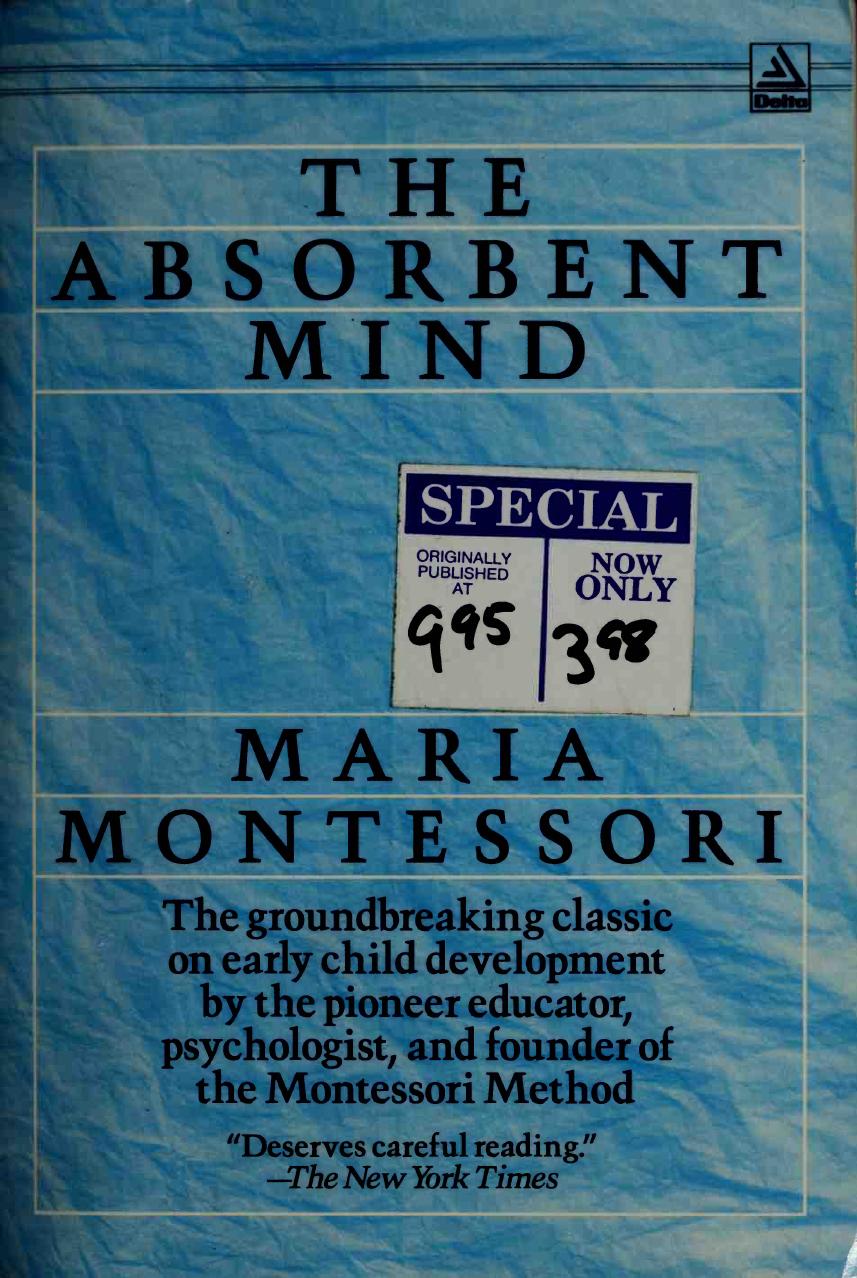 Delta
THE
ABSORBENT
MIND
SPECIAL
ORIGINALLY
PUBLISHED
AT
995
NOW
ONLY
398
MARIA
MONTESSORI
The groundbreaking classic
on early child development
by the pioneer educator,
psychologist, and founder of
the Montessori Method
"Deserves careful reading."
—The New York Times